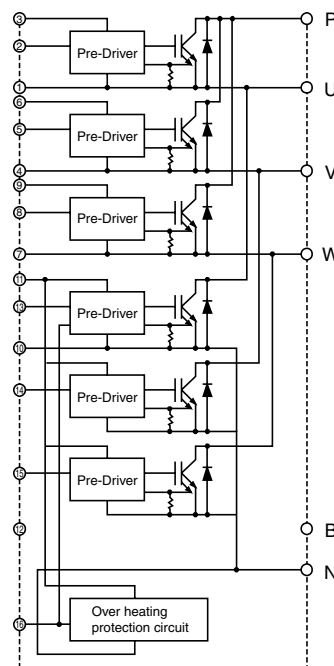 3 P
2 Pre-Driver
1 U
6
5 Pre-Driver
4 V
9
8 Pre-Driver
7 W
11
13 Pre-Driver
10
14 Pre-Driver
15 Pre-Driver
12 B
N
16 Over heating
protection circuit